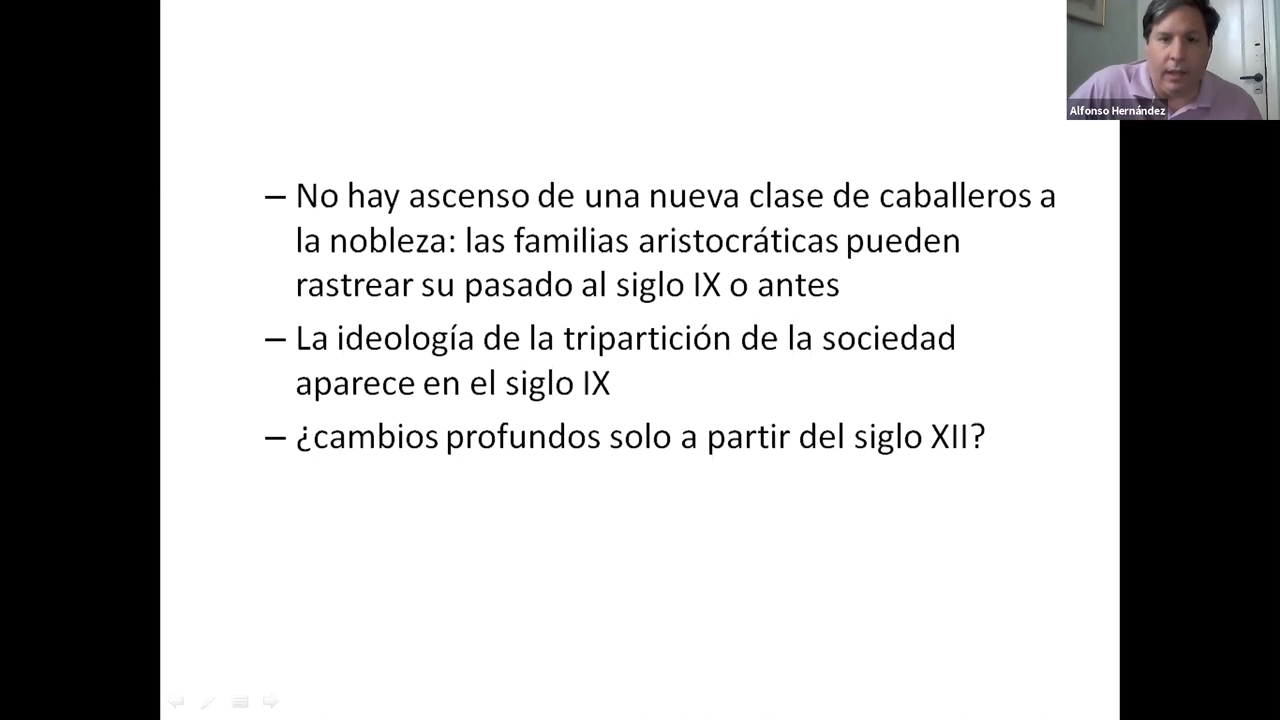 Alfonso Hernández
– No hay ascenso de una nueva clase de caballeros a
la nobleza: las familias aristocráticas pueden
rastrear su pasado al siglo IX o antes
– La ideología de la tripartición de la sociedad
aparece en el siglo IX
– ¿cambios profundos solo a partir del siglo XII?